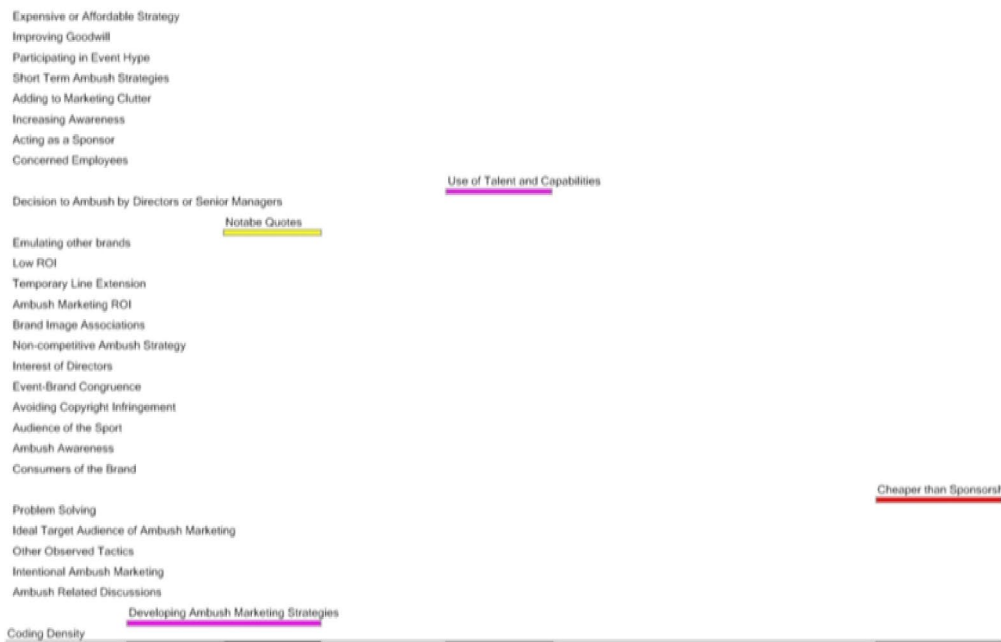 Expensive or Affordable Strategy
Improving Goodwill
Participating in Event Hype
Short Term Ambush Strategies
Adding to Marketing Clutter
Increasing Awareness
Acting as a Sponsor
Concerned Employees
Use of Talent and Capabilities
Decision to Ambush by Directors or Senior Managers
Notabe Quotes
Emulating other brands
Low ROI
Temporary Line Extension
Ambush Marketing ROI
Brand Image Associations
Non-competitive Ambush Strategy
Interest of Directors
Event-Brand Congruence
Avoiding Copyright Infringement
Audience of the Sport
Ambush Awareness
Consumers of the Brand
Cheaper than Sponsorsh
Problem Solving
Ideal Target Audience of Ambush Marketing
Other Observed Tactics
Intentional Ambush Marketing
Ambush Related Discussions
Developing Ambush Marketing Strategies
Coding Density